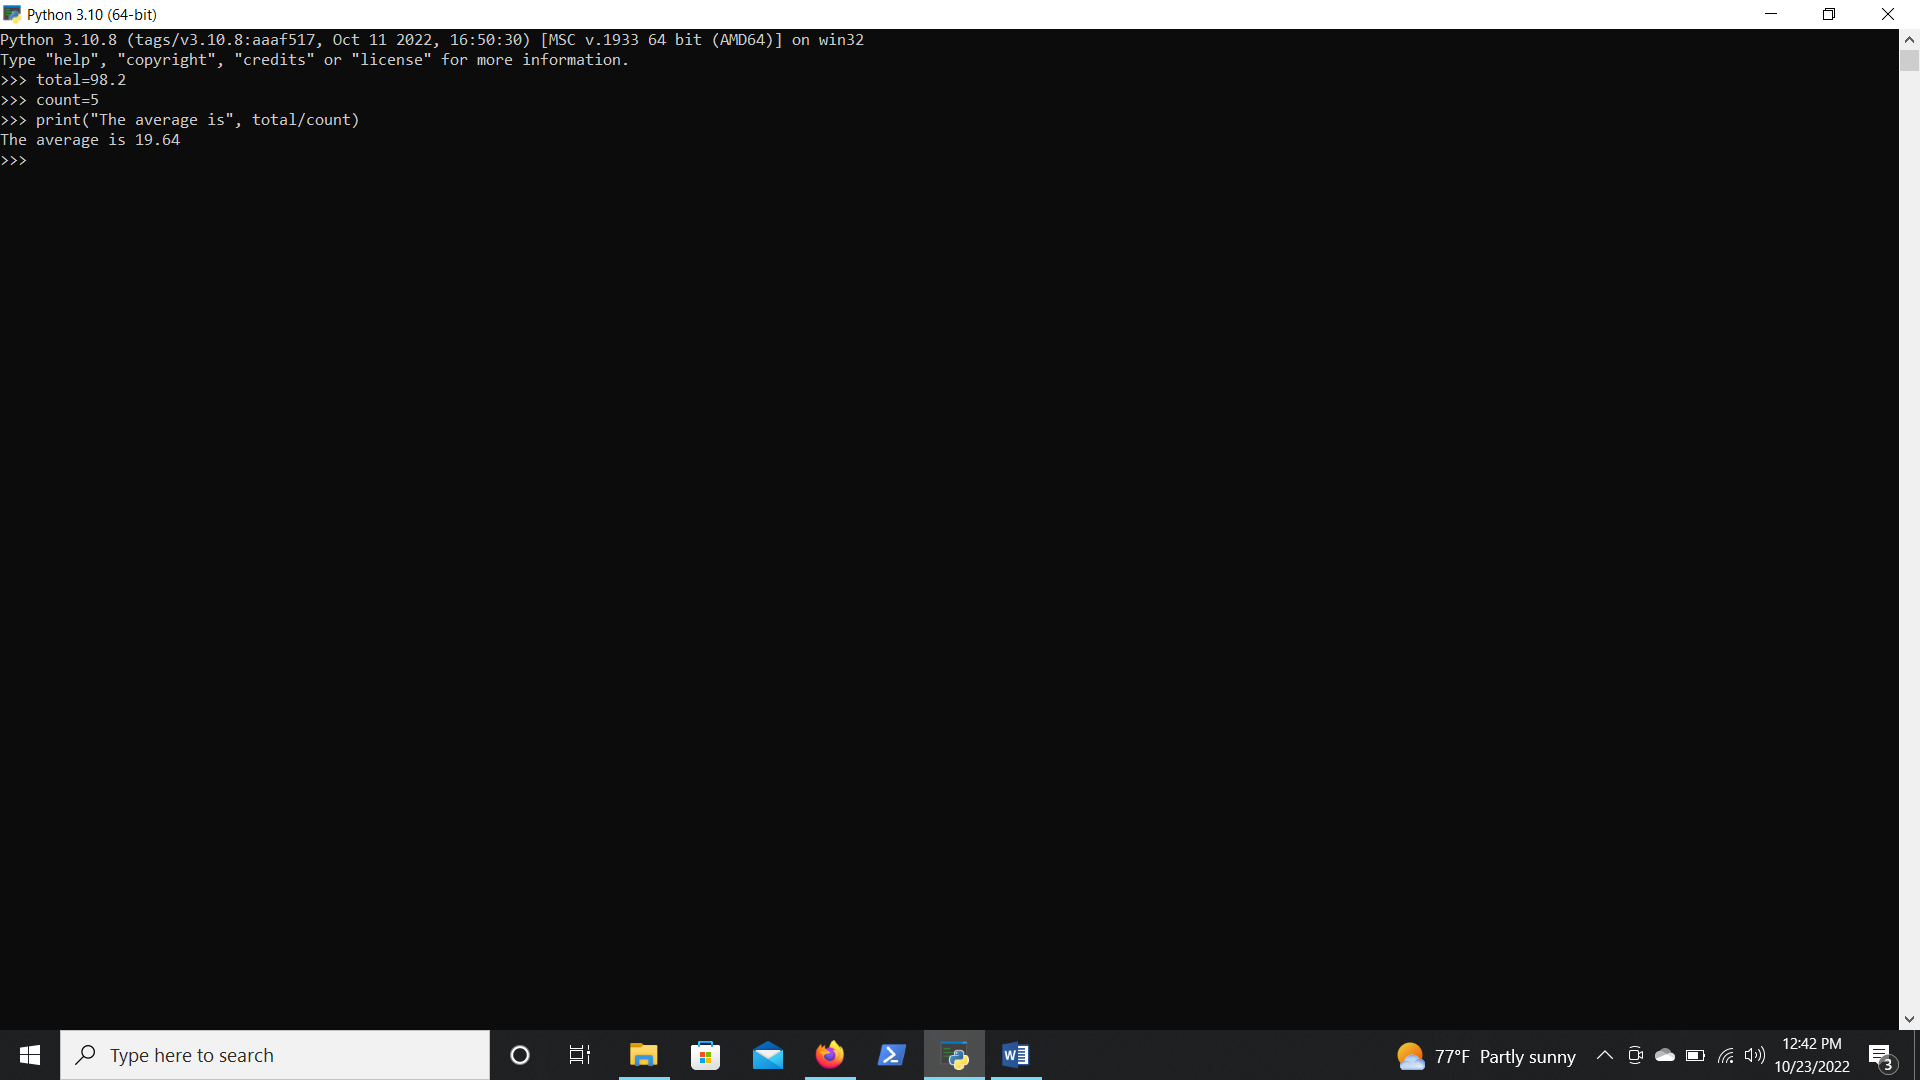 Python 3.10 (64-bit)
Python 3.10.8 (tags/v3.10.8:aaaf517, Oct 11 2022, 16:50:30) [MSC v.1933 64 bit (AMD64)] on win32
Type "help", "copyright", "credits" or "license" for more information.
>>> total=98.2
>>> count=5
>>> print("The average is", total/count)
The average is 19.64
>>>
Type here to search
W
77°F Partly sunny
12:42 PM
10/23/2022
3